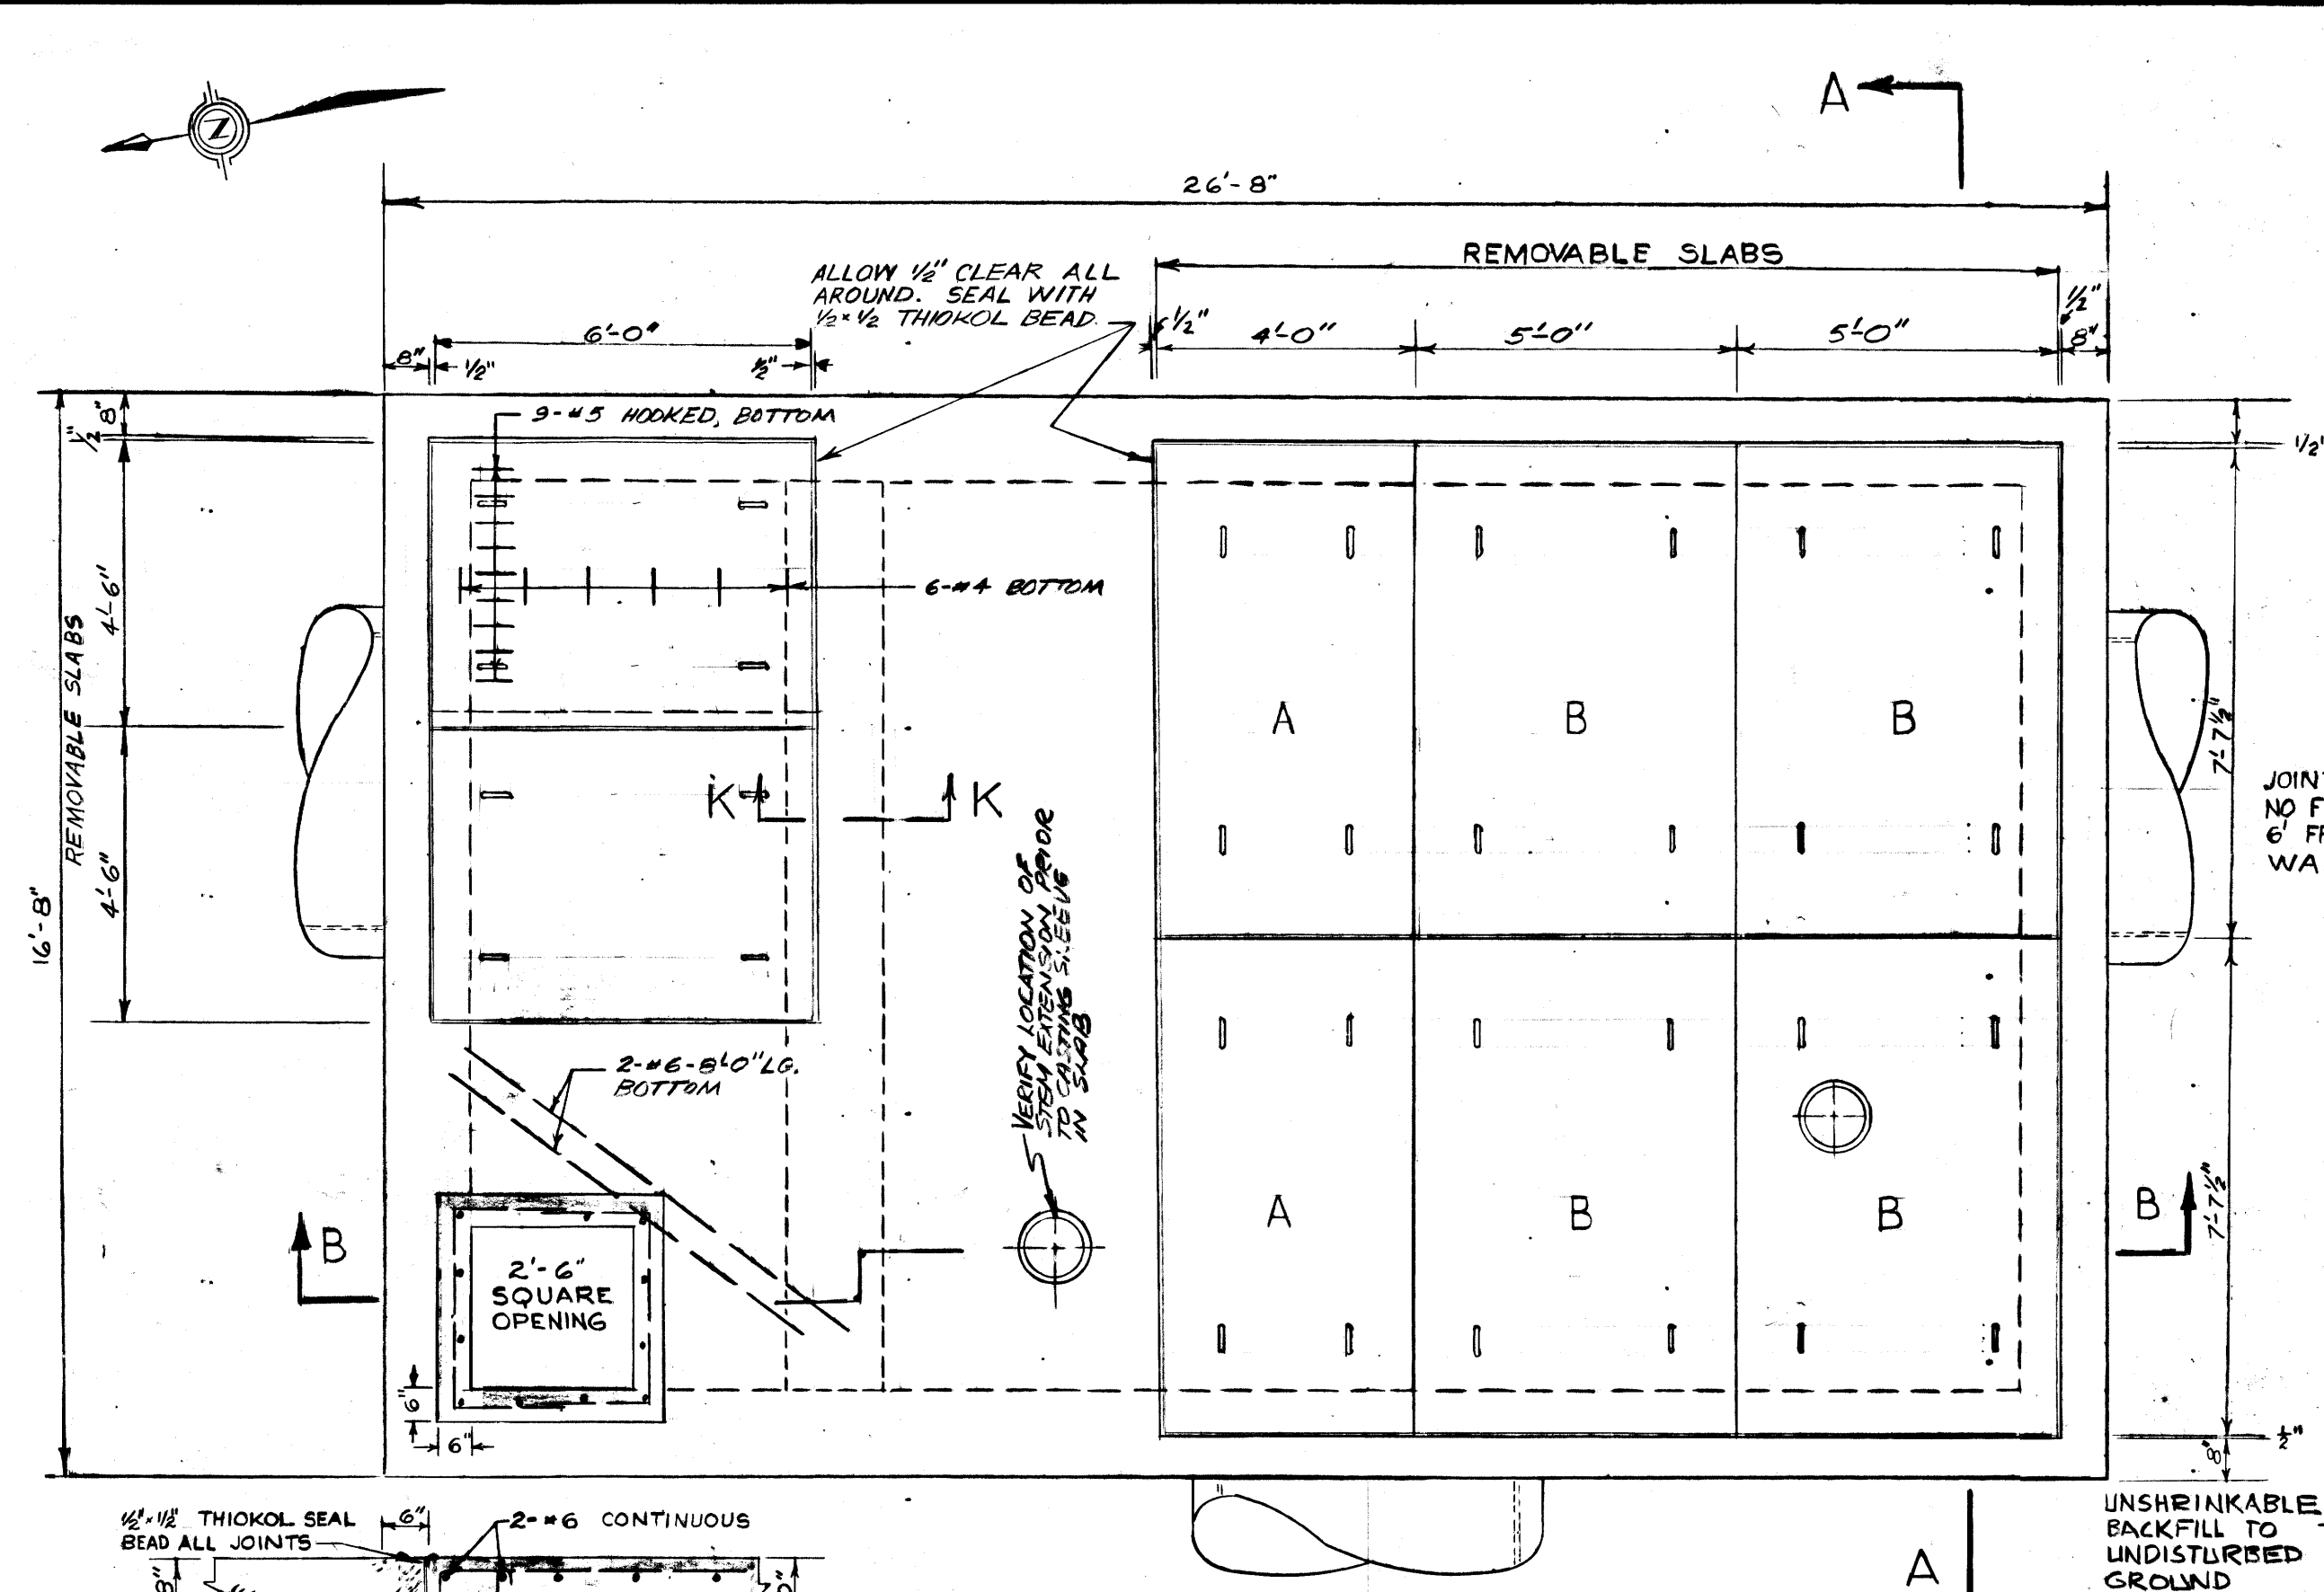 Z
A
26'-8"
REMOVABLE SLABS
ALLOW 1/2" CLEAR ALL
AROUND. SEAL WITH
1/2 x 1/2 THIOKOL BEAD.
6'-0"
8"
1/2"
1/2"
1/2"
4'-0"
5'-0"
5'-0"
1/2"
8"
8"
1/2"
9-#5 HOOKED, BOTTOM
1/2"
4'-6"
6-#4 BOTTOM
REMOVABLE SLABS
A
B
B
7'-7 1/2"
K
K
JOIN
NO F
6' F
WA
4'-6"
16'-8"
VERIFY LOCATION OF
STEM EXTENSION PRIOR
TO CASTING SLEEVE
IN SLAB
2-#6-8'-0" LG.
BOTTOM
B
2'-6"
SQUARE
OPENING
A
B
B
B
7'-7 1/2"
6"
6"
1/2"
8"
1/2" x 1/2" THIOKOL SEAL
BEAD ALL JOINTS
6"
2-#6 CONTINUOUS
UNSHRINKABLE
BACKFILL TO
UNDISTURBED
GROUND
A
8"